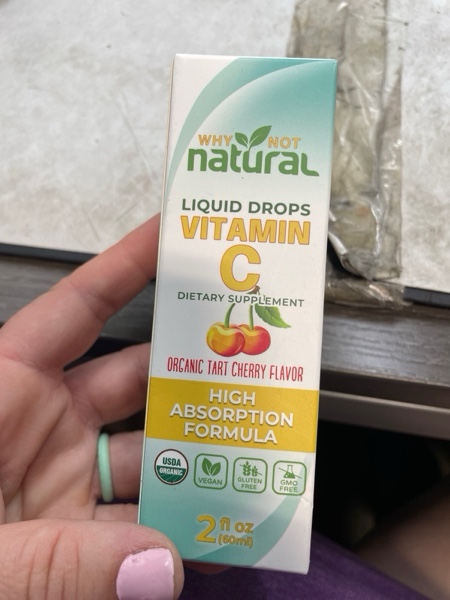 WHY NOT
natural
LIQUID DROPS
VITAMIN
C
DIETARY SUPPLEMENT
ORGANIC TART CHERRY FLAVOR
HIGH
ABSORPTION
FORMULA
USDA
ORGANIC
VEGAN
GLUTEN
FREE
GMO
FREE
2 fl oz
(60ml)